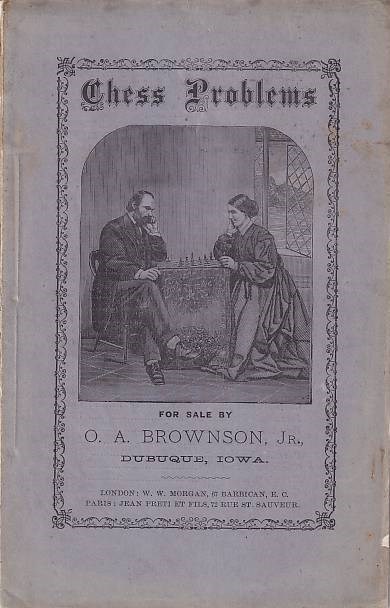 Chess Problems
FOR SALE BY
O. A. BROWNSON, Jr.,
DUBUQUE, IOWA.
LONDON: W. W. MORGAN, 67 BARBICAN, E. C.
PARIS: JEAN PRETI ET FILS, 72 RUE ST. SAUVEUR.